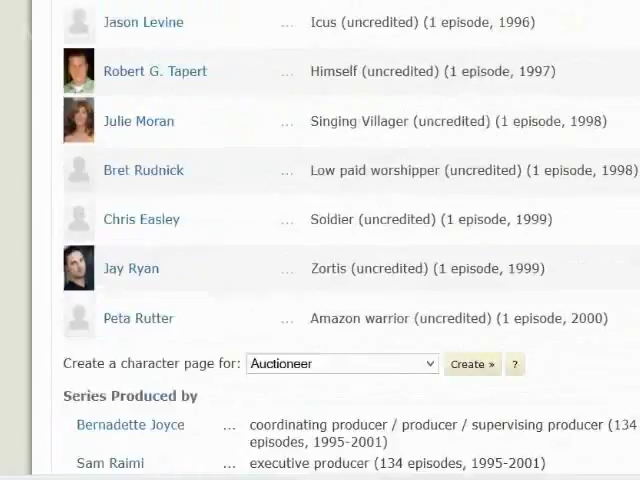 Jason Levine ... Icus (uncredited) (1 episode, 1996)
Robert G. Tapert ... Himself (uncredited) (1 episode, 1997)
Julie Moran ... Singing Villager (uncredited) (1 episode, 1998)
Bret Rudnick ... Low paid worshipper (uncredited) (1 episode, 1998)
Chris Easley ... Soldier (uncredited) (1 episode, 1999)
Jay Ryan ... Zortis (uncredited) (1 episode, 1999)
Peta Rutter ... Amazon warrior (uncredited) (1 episode, 2000)
Create a character page for: Auctioneer Create » ?
Series Produced by
Bernadette Joyce ... coordinating producer / producer / supervising producer (134
episodes, 1995-2001)
Sam Raimi ... executive producer (134 episodes, 1995-2001)